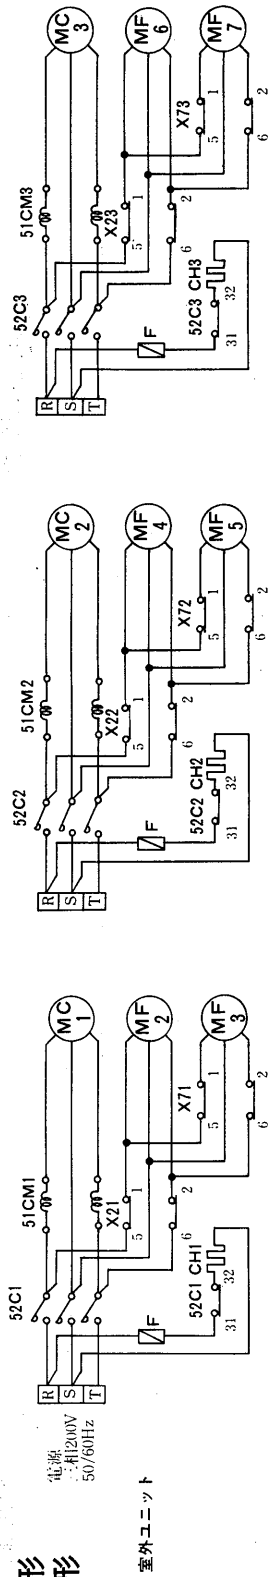 形
形
電源
三相200V
50/60Hz
室外ユニット
R
S
T
52C1
51CM1
MC
1
X21
5
1
6
2
MF
2
X71
5
1
6
2
MF
3
F
52C1
CH1
31
32
R
S
T
52C2
51CM2
MC
2
X22
5
1
6
2
MF
4
X72
5
1
6
2
MF
5
F
52C2
CH2
31
32
R
S
T
52C3
51CM3
MC
3
X23
5
1
6
2
MF
6
X73
5
1
6
2
MF
7
F
52C3
CH3
31
32